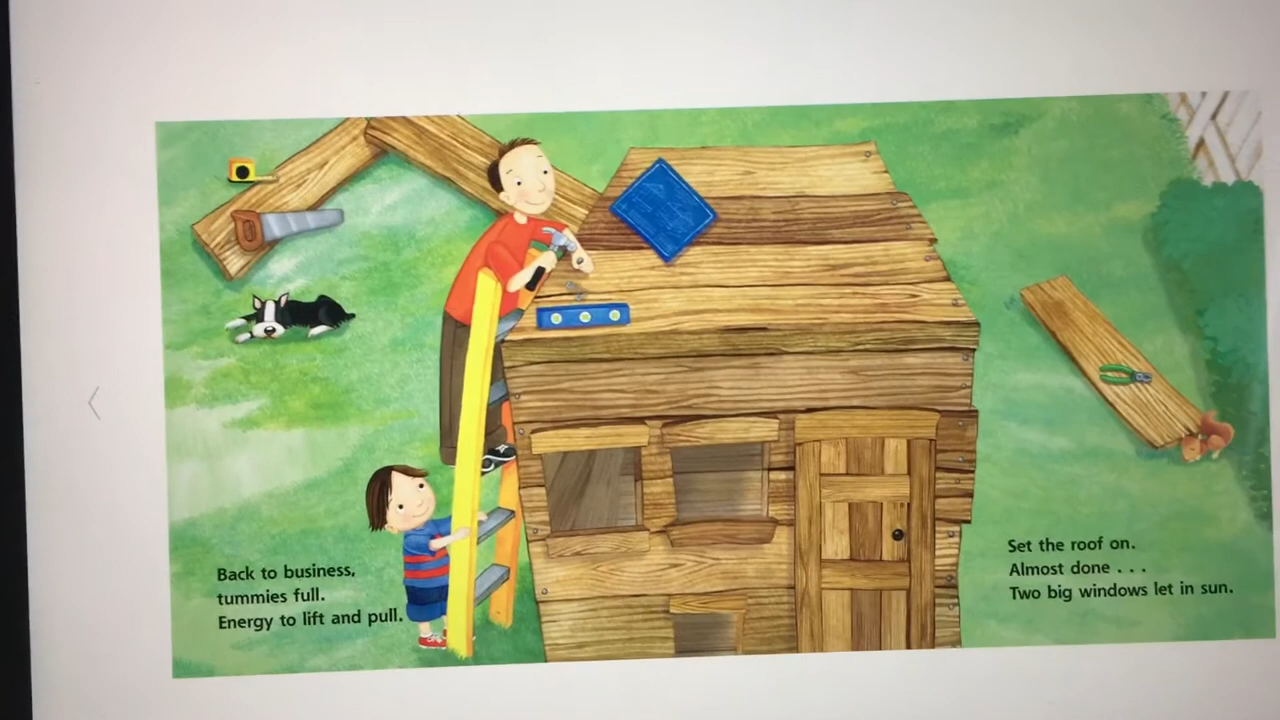 Back to business,
tummies full.
Energy to lift and pull.
Set the roof on.
Almost done . . .
Two big windows let in sun.